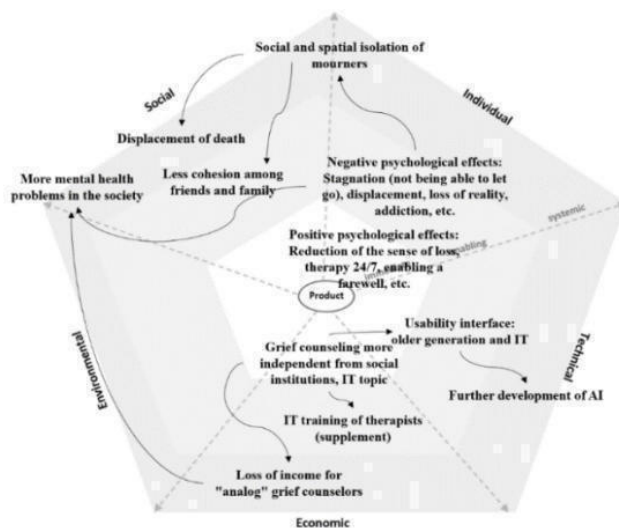 Social and spatial isolation of
mourners
Social
Individual
Displacement of death
More mental health
problems in the society
Less cohesion among
friends and family
Negative psychological effects:
Stagnation (not being able to let
go), displacement, loss of reality,
addiction, etc.
systemic
Positive psychological effects:
Reduction of the sense of loss,
therapy 24/7, enabling a
farewell, etc.
enabling
Product
Usability interface:
older generation and IT
Grief counseling more
independent from social
institutions, IT topic
Environmental
Technical
Further development of AI
IT training of therapists
(supplement)
Loss of income for
"analog" grief counselors
Economic